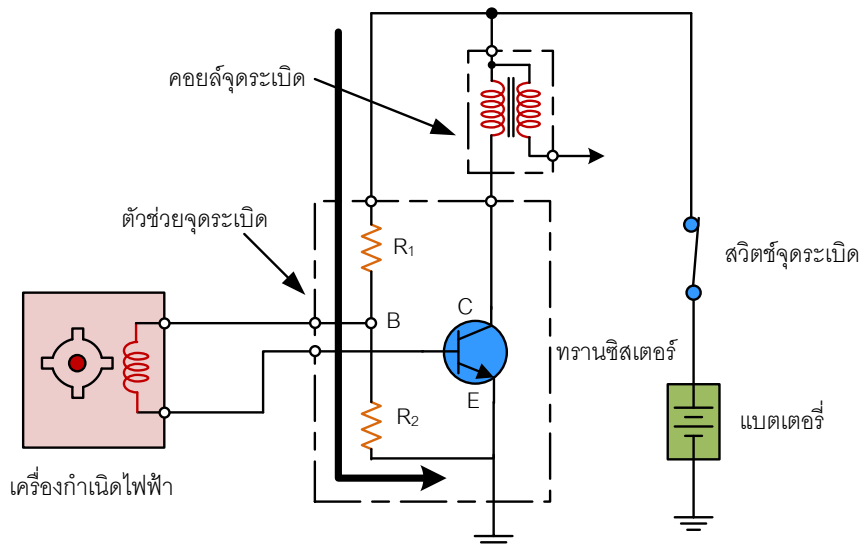 คอยล์จุดระเบิด
ตัวช่วยจุดระเบิด
R1
สวิตช์จุดระเบิด
C
B
ทรานซิสเตอร์
E
R2
แบตเตอรี่
เครื่องกำเนิดไฟฟ้า